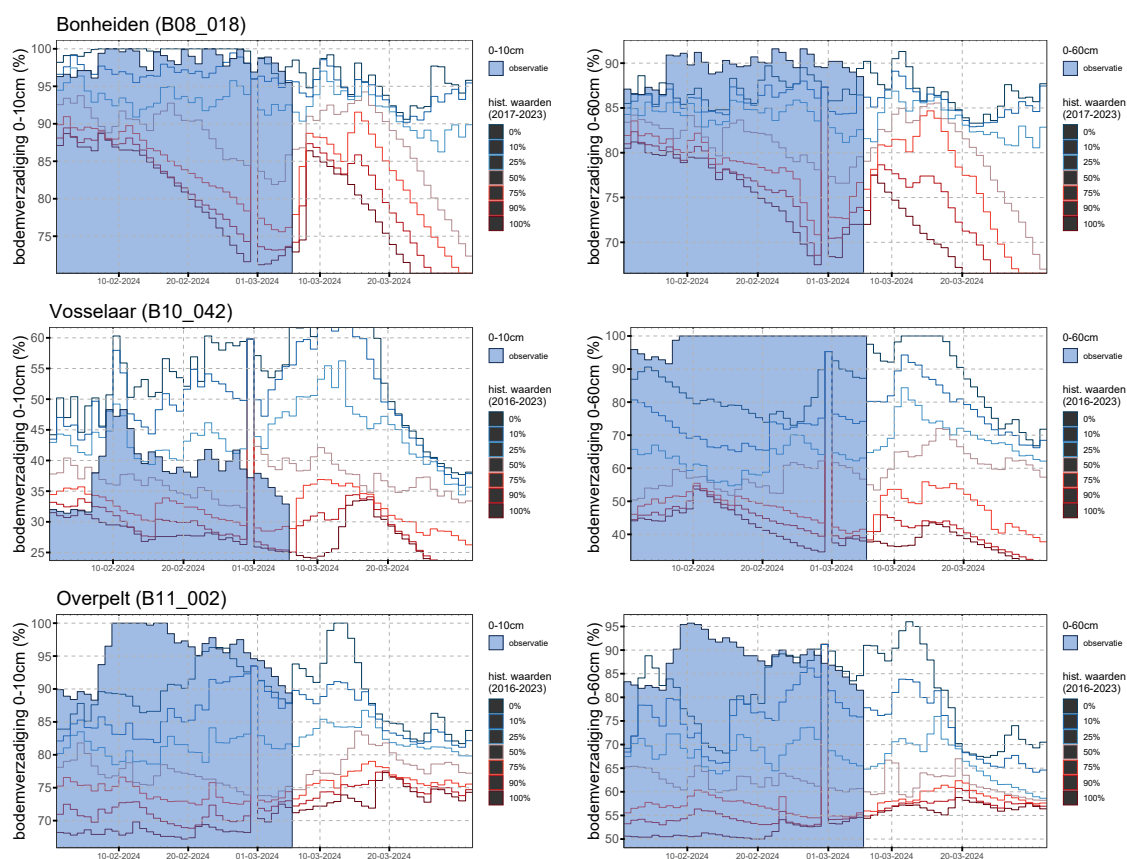 Bonheiden (B08_018)
bodemverzadiging 0-10cm (%)
100
95
90
85
80
75
10-02-2024 20-02-2024 01-03-2024 10-03-2024 20-03-2024
0-10cm
observatie
hist. waarden
(2017-2023)
0%
10%
25%
50%
75%
90%
100%
bodemverzadiging 0-60cm (%)
90
85
80
75
70
10-02-2024 20-02-2024 01-03-2024 10-03-2024 20-03-2024
0-60cm
observatie
hist. waarden
(2017-2023)
0%
10%
25%
50%
75%
90%
100%
Vosselaar (B10_042)
bodemverzadiging 0-10cm (%)
60
55
50
45
40
35
30
25
10-02-2024 20-02-2024 01-03-2024 10-03-2024 20-03-2024
0-10cm
observatie
hist. waarden
(2016-2023)
0%
10%
25%
50%
75%
90%
100%
bodemverzadiging 0-60cm (%)
100
90
80
70
60
50
40
10-02-2024 20-02-2024 01-03-2024 10-03-2024 20-03-2024
0-60cm
observatie
hist. waarden
(2016-2023)
0%
10%
25%
50%
75%
90%
100%
Overpelt (B11_002)
bodemverzadiging 0-10cm (%)
100
95
90
85
80
75
70
10-02-2024 20-02-2024 01-03-2024 10-03-2024 20-03-2024
0-10cm
observatie
hist. waarden
(2016-2023)
0%
10%
25%
50%
75%
90%
100%
bodemverzadiging 0-60cm (%)
95
90
85
80
75
70
65
60
55
50
10-02-2024 20-02-2024 01-03-2024 10-03-2024 20-03-2024
0-60cm
observatie
hist. waarden
(2016-2023)
0%
10%
25%
50%
75%
90%
100%